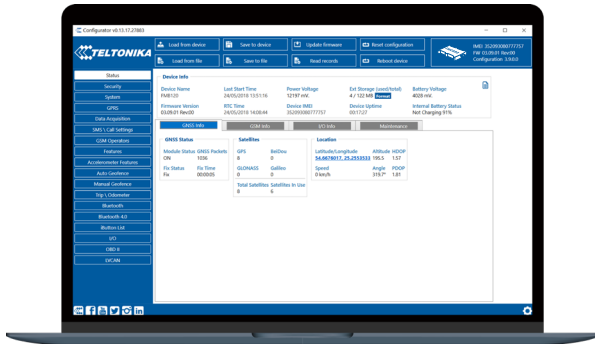 Configurator v0.13.17.27883
TELTONIKA
Load from device
Save to device
Update firmware
Reset configuration
Load from file
Save to file
Read records
Reboot device
IMEI 352093080777757
FW 03.09.01 Rev:00
Configuration 3.9.0.0
Status
Security
System
GPRS
Data Acquisition
SMS \ Call Settings
GSM Operators
Features
Accelerometer Features
Auto Geofence
Manual Geofence
Trip \ Odometer
Bluetooth
Bluetooth 4.0
iButton List
I/O
OBD II
LVCAN
Device Info
Device Name
FMB120
Last Start Time
24/05/2018 13:51:16
Power Voltage
12197 mV.
Ext Storage (used/total)
4 / 122 MB Format
Battery Voltage
4028 mV.
Firmware Version
03.09.01 Rev:00
RTC Time
24/05/2018 14:08:44
Device IMEI
352093080777757
Device Uptime
00:17:27
Internal Battery Status
Not Charging 91%
GNSS Info
GSM Info
I/O Info
Maintenance
GNSS Status
Module Status GNSS Packets
ON 1036
Fix Status Fix Time
Fix 00:00:05
Satellites
GPS BeiDou
8 0
GLONASS Galileo
0 0
Total Satellites Satellites in Use
8 6
Location
Latitude/Longitude Altitude HDOP
54.6676017, 25.2553533 195.5 1.57
Speed Angle PDOP
0 km/h 319.7° 1.81